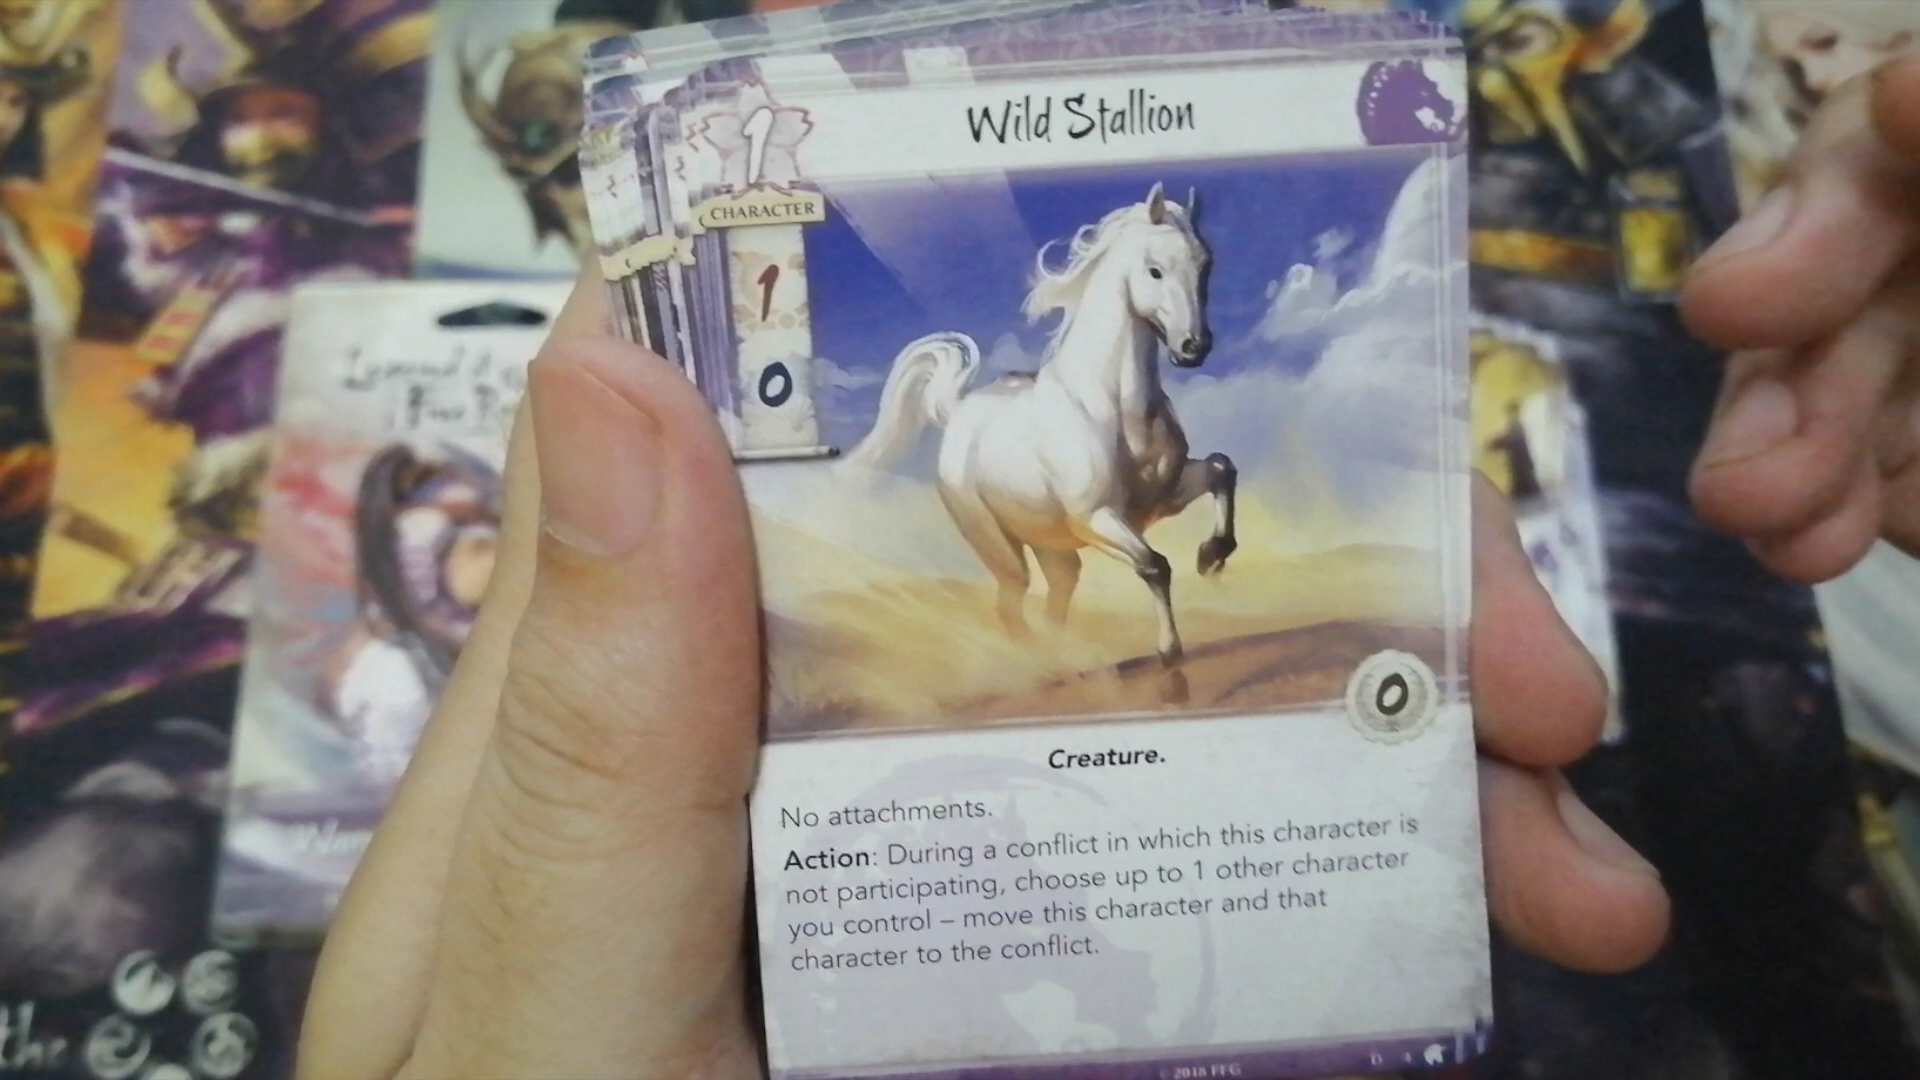 Wild Stallion
1
CHARACTER
1
0
0
Creature.
No attachments.
Action: During a conflict in which this character is
not participating, choose up to 1 other character
you control – move this character and that
character to the conflict.
© 2018 FFG
the